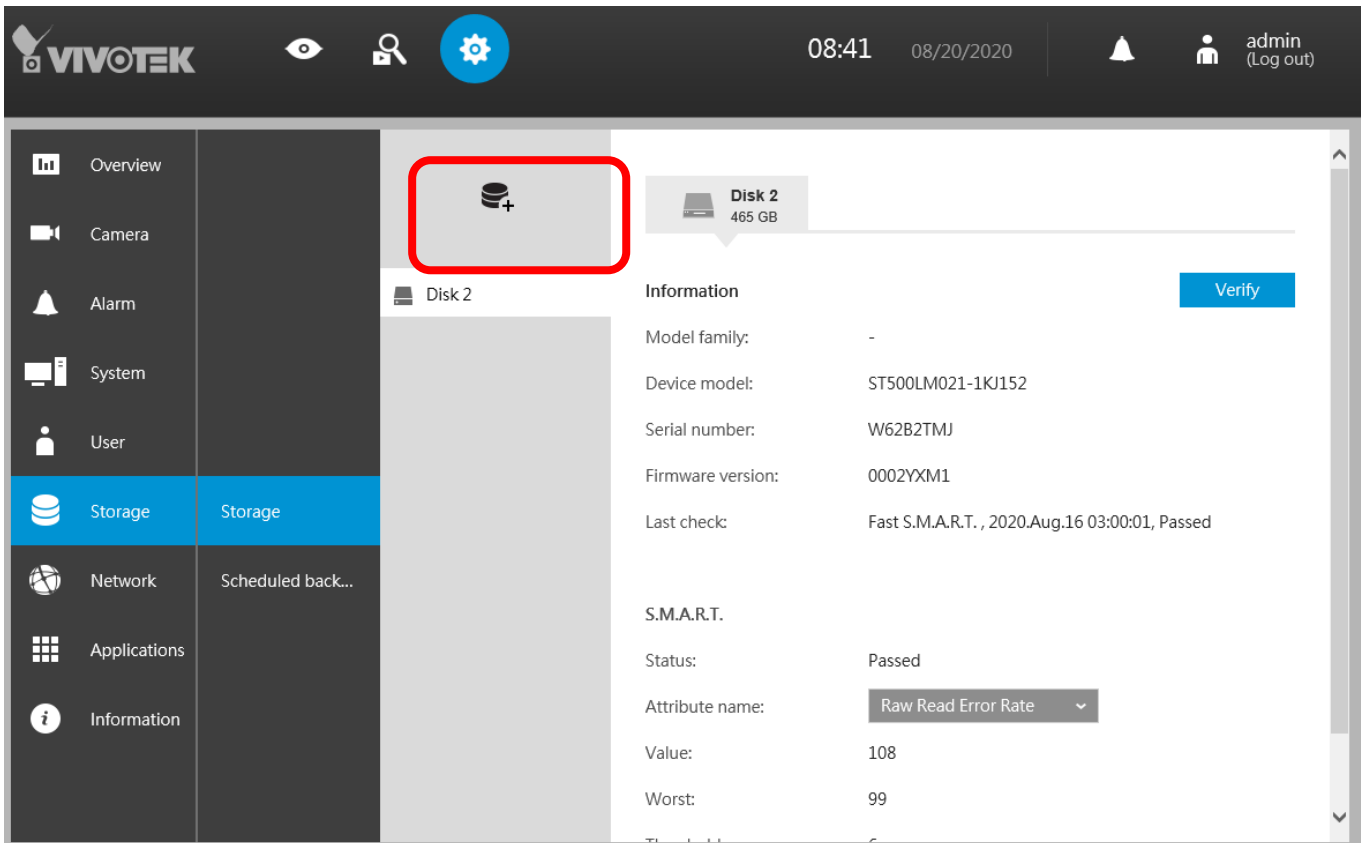 VIVOTEK
08:41 08/20/2020 admin
(Log out)
Overview
Camera
Alarm
System
User
Storage Storage
Network Scheduled back...
Applications
Information
Disk 2
Disk 2
465 GB
Information Verify
Model family: -
Device model: ST500LM021-1KJ152
Serial number: W62B2TMJ
Firmware version: 0002YXM1
Last check: Fast S.M.A.R.T. , 2020.Aug.16 03:00:01, Passed
S.M.A.R.T.
Status: Passed
Attribute name: Raw Read Error Rate
Value: 108
Worst: 99